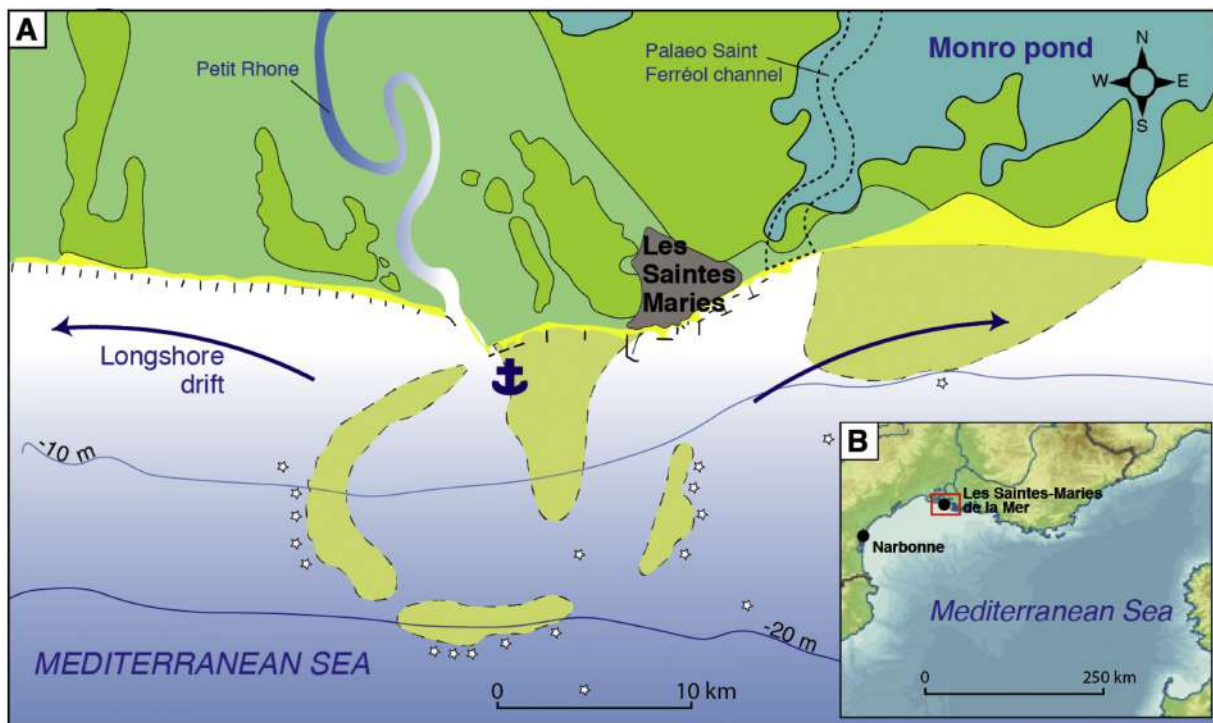 A
Petit Rhone
Palaeo Saint
Ferréol channel
Monro pond
N
W E
S
Les
Saintes
Maries
Longshore
drift
-10 m
-20 m
MEDITERRANEAN SEA
0 10 km
B
Les Saintes-Maries
de la Mer
Narbonne
Mediterranean Sea
0 250 km